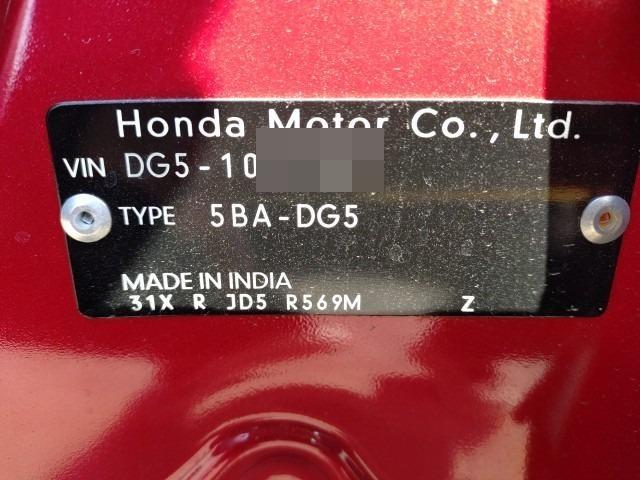 Honda Motor Co., Ltd.
VIN DG5-10
TYPE 5BA-DG5
MADE IN INDIA
31X R JD5 R569M Z